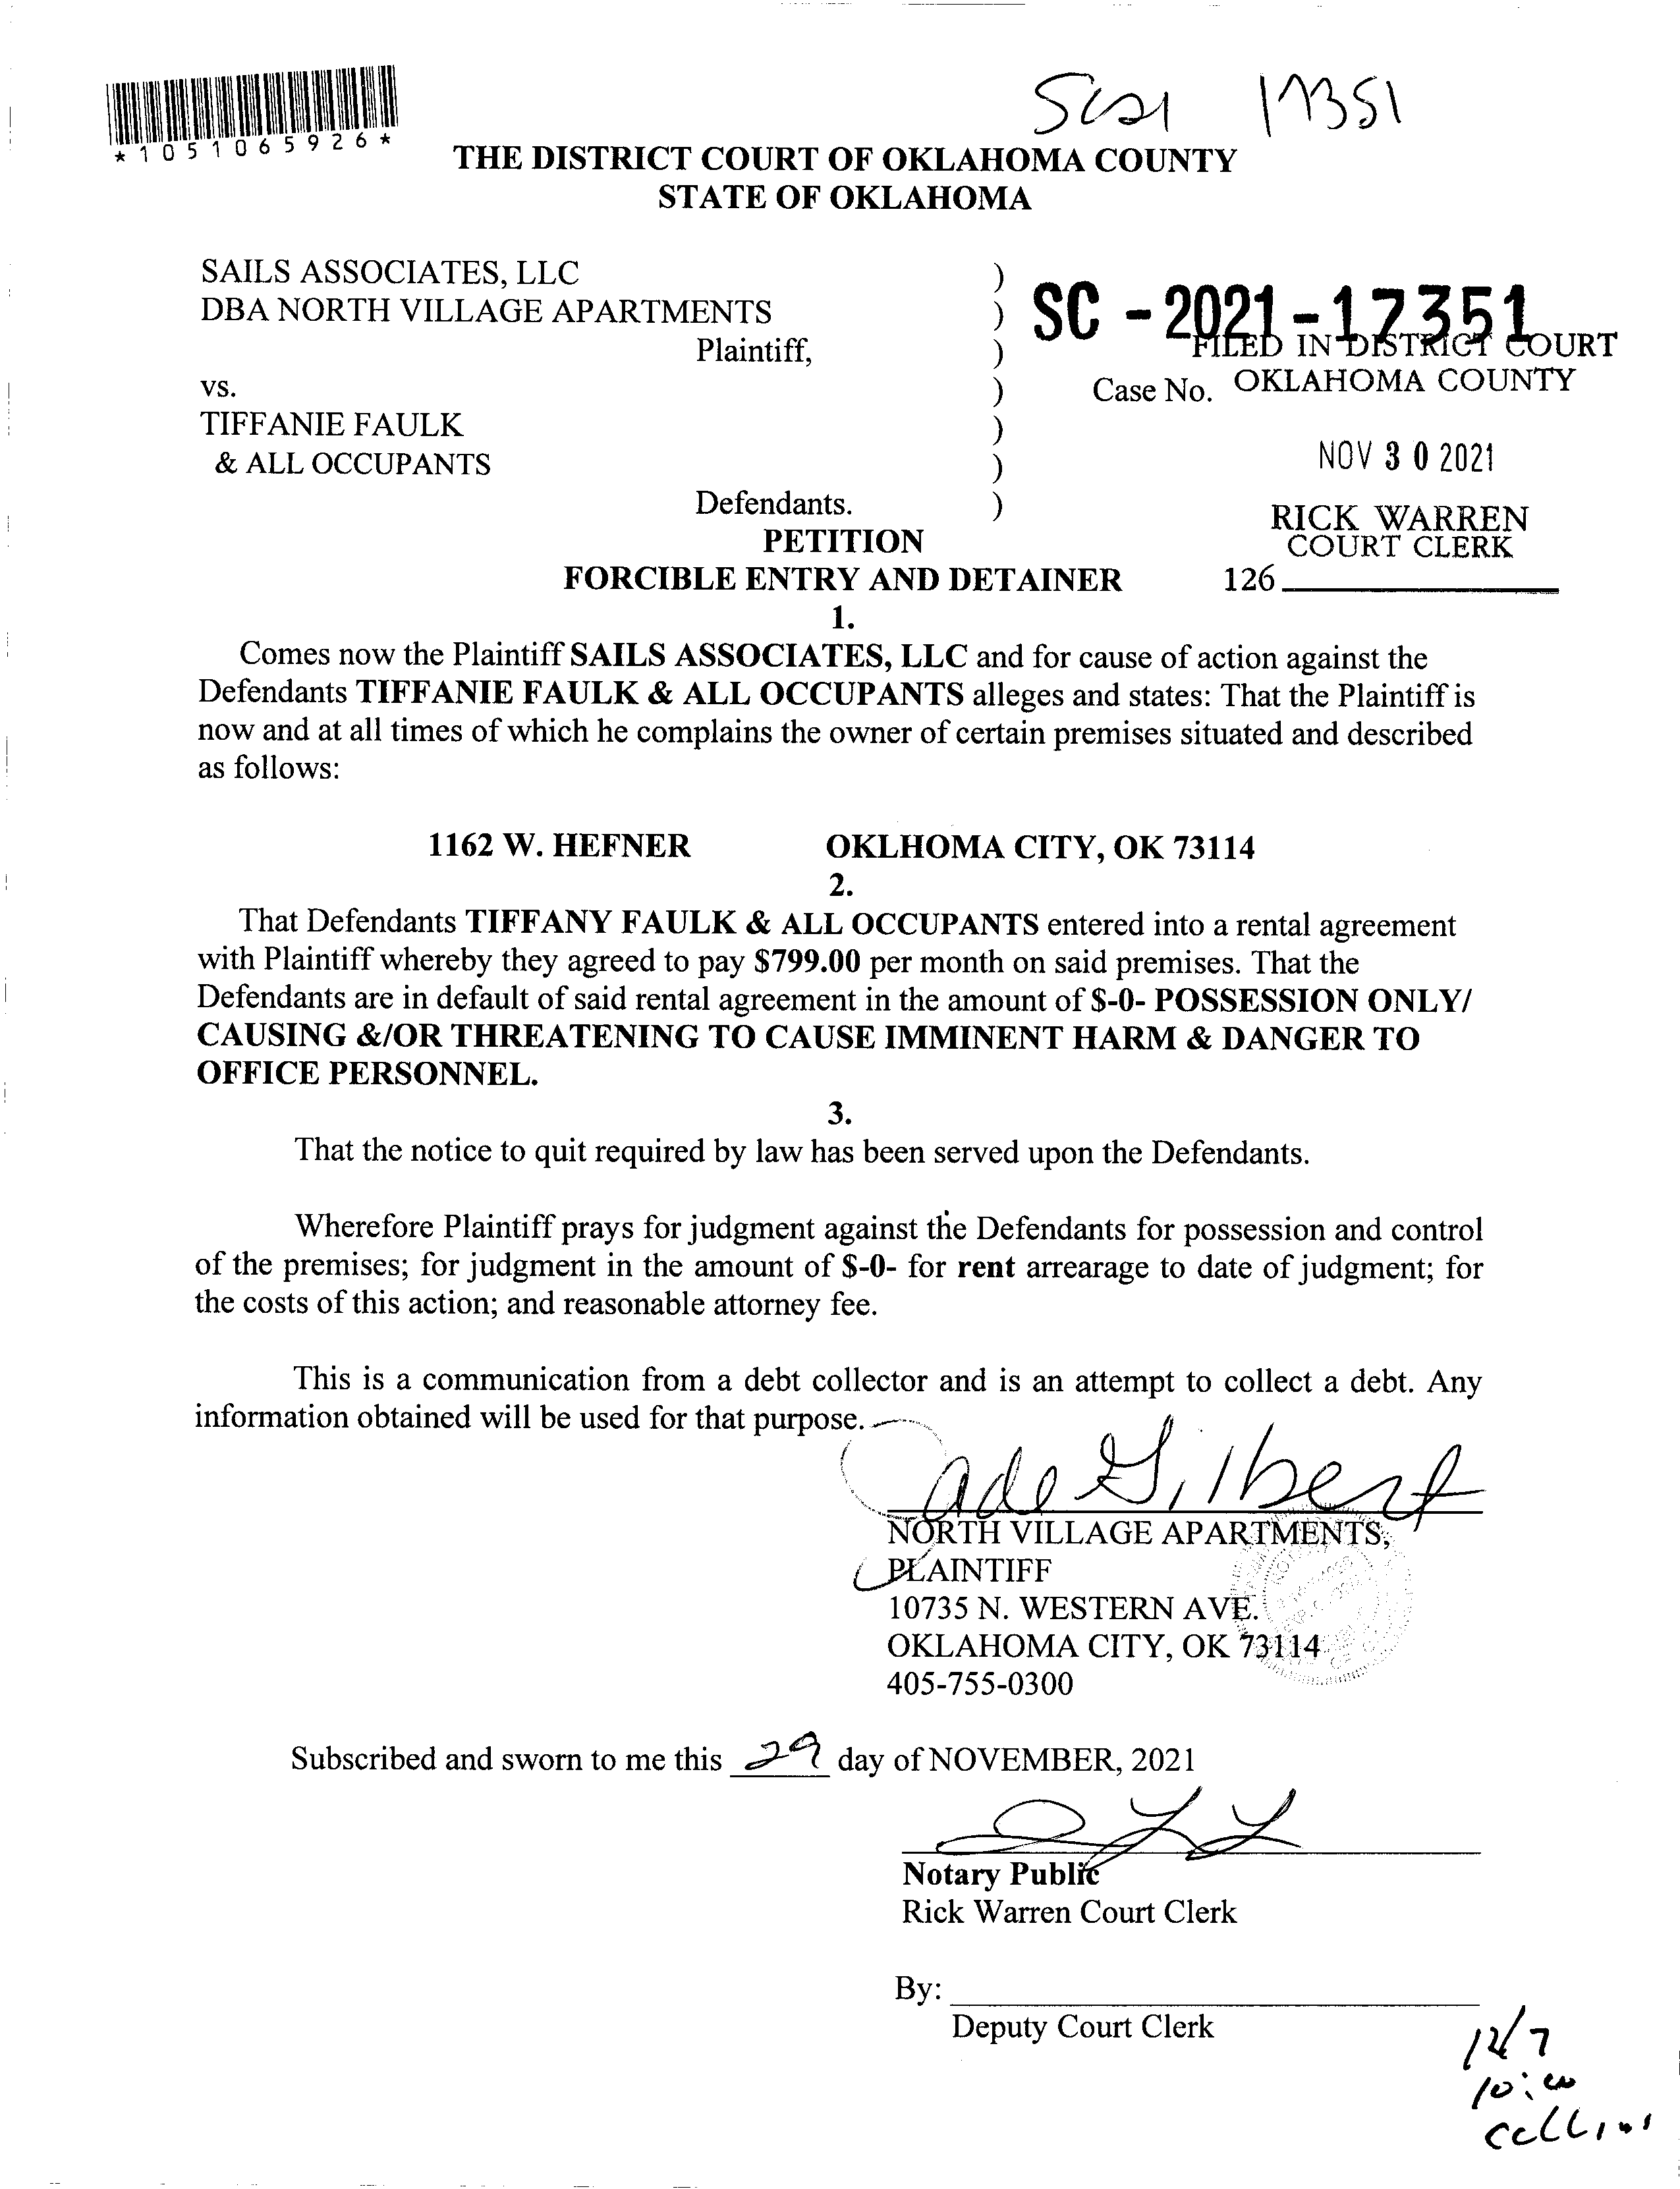 SC21 17351
*1051065926*
THE DISTRICT COURT OF OKLAHOMA COUNTY
STATE OF OKLAHOMA
SAILS ASSOCIATES, LLC )
DBA NORTH VILLAGE APARTMENTS ) SC - 2021 - 17351
Plaintiff, ) FILED IN DISTRICT COURT
vs. ) Case No. OKLAHOMA COUNTY
TIFFANIE FAULK )
& ALL OCCUPANTS ) NOV 30 2021
Defendants. )
RICK WARREN
PETITION COURT CLERK
FORCIBLE ENTRY AND DETAINER 126
1.
Comes now the Plaintiff SAILS ASSOCIATES, LLC and for cause of action against the
Defendants TIFFANIE FAULK & ALL OCCUPANTS alleges and states: That the Plaintiff is
now and at all times of which he complains the owner of certain premises situated and described
as follows:
1162 W. HEFNER OKLHOMA CITY, OK 73114
2.
That Defendants TIFFANY FAULK & ALL OCCUPANTS entered into a rental agreement
with Plaintiff whereby they agreed to pay $799.00 per month on said premises. That the
Defendants are in default of said rental agreement in the amount of $-0- POSSESSION ONLY/
CAUSING &/OR THREATENING TO CAUSE IMMINENT HARM & DANGER TO
OFFICE PERSONNEL.
3.
That the notice to quit required by law has been served upon the Defendants.
Wherefore Plaintiff prays for judgment against the Defendants for possession and control
of the premises; for judgment in the amount of $-0- for rent arrearage to date of judgment; for
the costs of this action; and reasonable attorney fee.
This is a communication from a debt collector and is an attempt to collect a debt. Any
information obtained will be used for that purpose.
Cade Gilbert
NORTH VILLAGE APARTMENTS,
PLAINTIFF
10735 N. WESTERN AVE.
OKLAHOMA CITY, OK 73114
405-755-0300
Subscribed and sworn to me this 29 day of NOVEMBER, 2021
Notary Public
Rick Warren Court Clerk
By:
Deputy Court Clerk
12/7
10:00
Collins